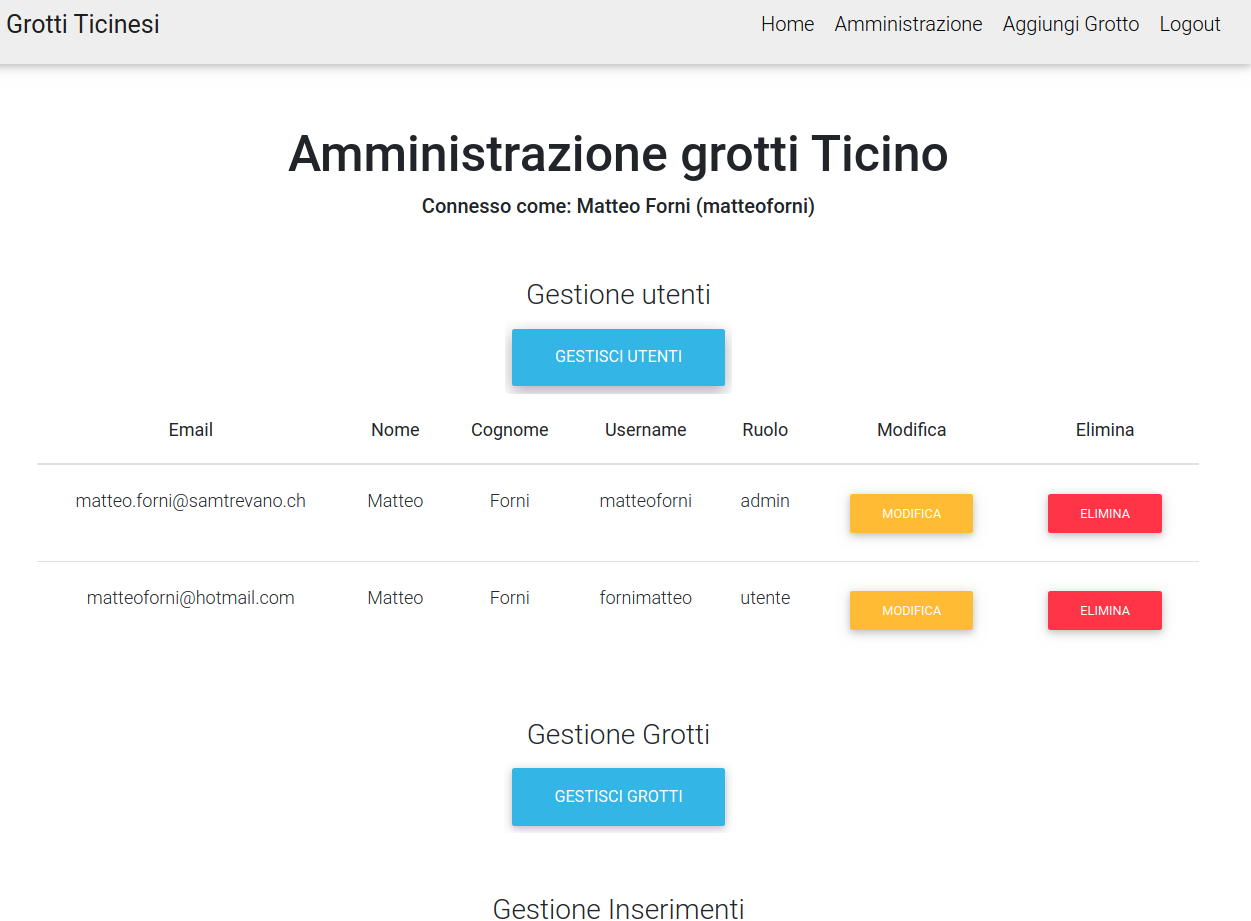 Grotti Ticinesi Home Amministrazione Aggiungi Grotto Logout
Amministrazione grotti Ticino
Connesso come: Matteo Forni (matteoforni)
Gestione utenti
GESTISCI UTENTI
Email Nome Cognome Username Ruolo Modifica Elimina
matteo.forni@samtrevano.ch Matteo Forni matteoforni admin MODIFICA ELIMINA
matteoforni@hotmail.com Matteo Forni fornimatteo utente MODIFICA ELIMINA
Gestione Grotti
GESTISCI GROTTI
Gestione Inserimenti